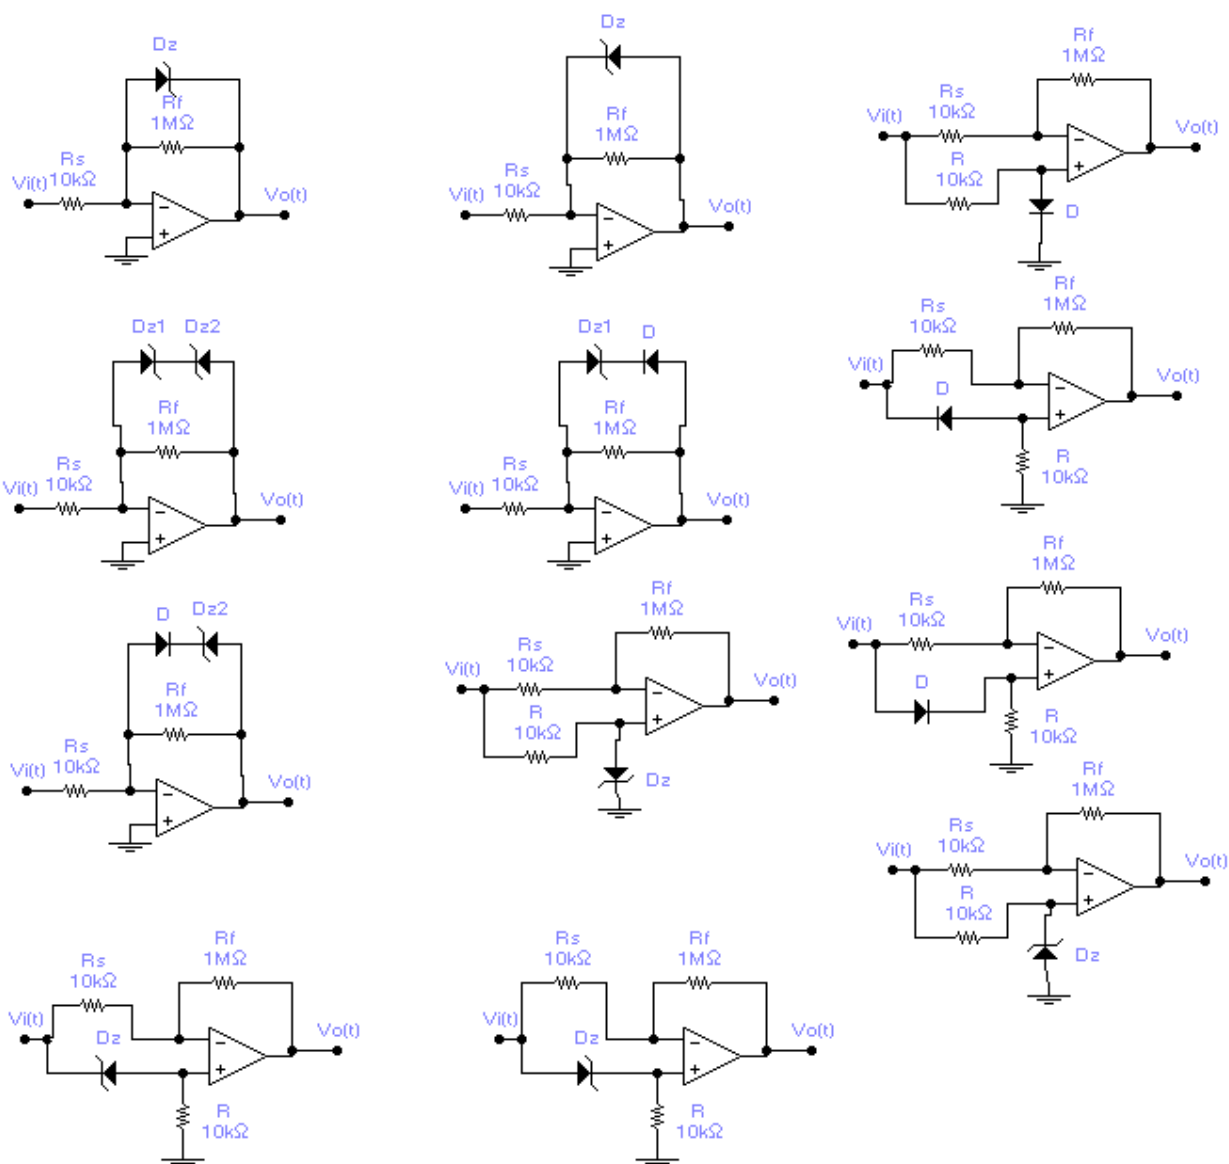 Dz
Rf
1MΩ
Rs
10kΩ
Vi(t)
Vo(t)
−
+
Dz
Rf
1MΩ
Rs
10kΩ
Vi(t)
Vo(t)
−
+
Rf
1MΩ
Rs
10kΩ
Vi(t)
Vo(t)
R
10kΩ
−
+
D
Dz1 Dz2
Rf
1MΩ
Rs
10kΩ
Vi(t)
Vo(t)
−
+
Dz1 D
Rf
1MΩ
Rs
10kΩ
Vi(t)
Vo(t)
−
+
Rf
1MΩ
Rs
10kΩ
Vi(t)
Vo(t)
D
−
+
R
10kΩ
D Dz2
Rf
1MΩ
Rs
10kΩ
Vi(t)
Vo(t)
−
+
Rf
1MΩ
Rs
10kΩ
Vi(t)
Vo(t)
R
10kΩ
−
+
Dz
Rf
1MΩ
Rs
10kΩ
Vi(t)
Vo(t)
D
−
+
R
10kΩ
Rf
1MΩ
Rs
10kΩ
Vi(t)
Vo(t)
R
10kΩ
−
+
Dz
Rs
10kΩ
Rf
1MΩ
Vi(t)
Vo(t)
Dz
−
+
R
10kΩ
Rs
10kΩ
Rf
1MΩ
Vi(t)
Vo(t)
Dz
−
+
R
10kΩ